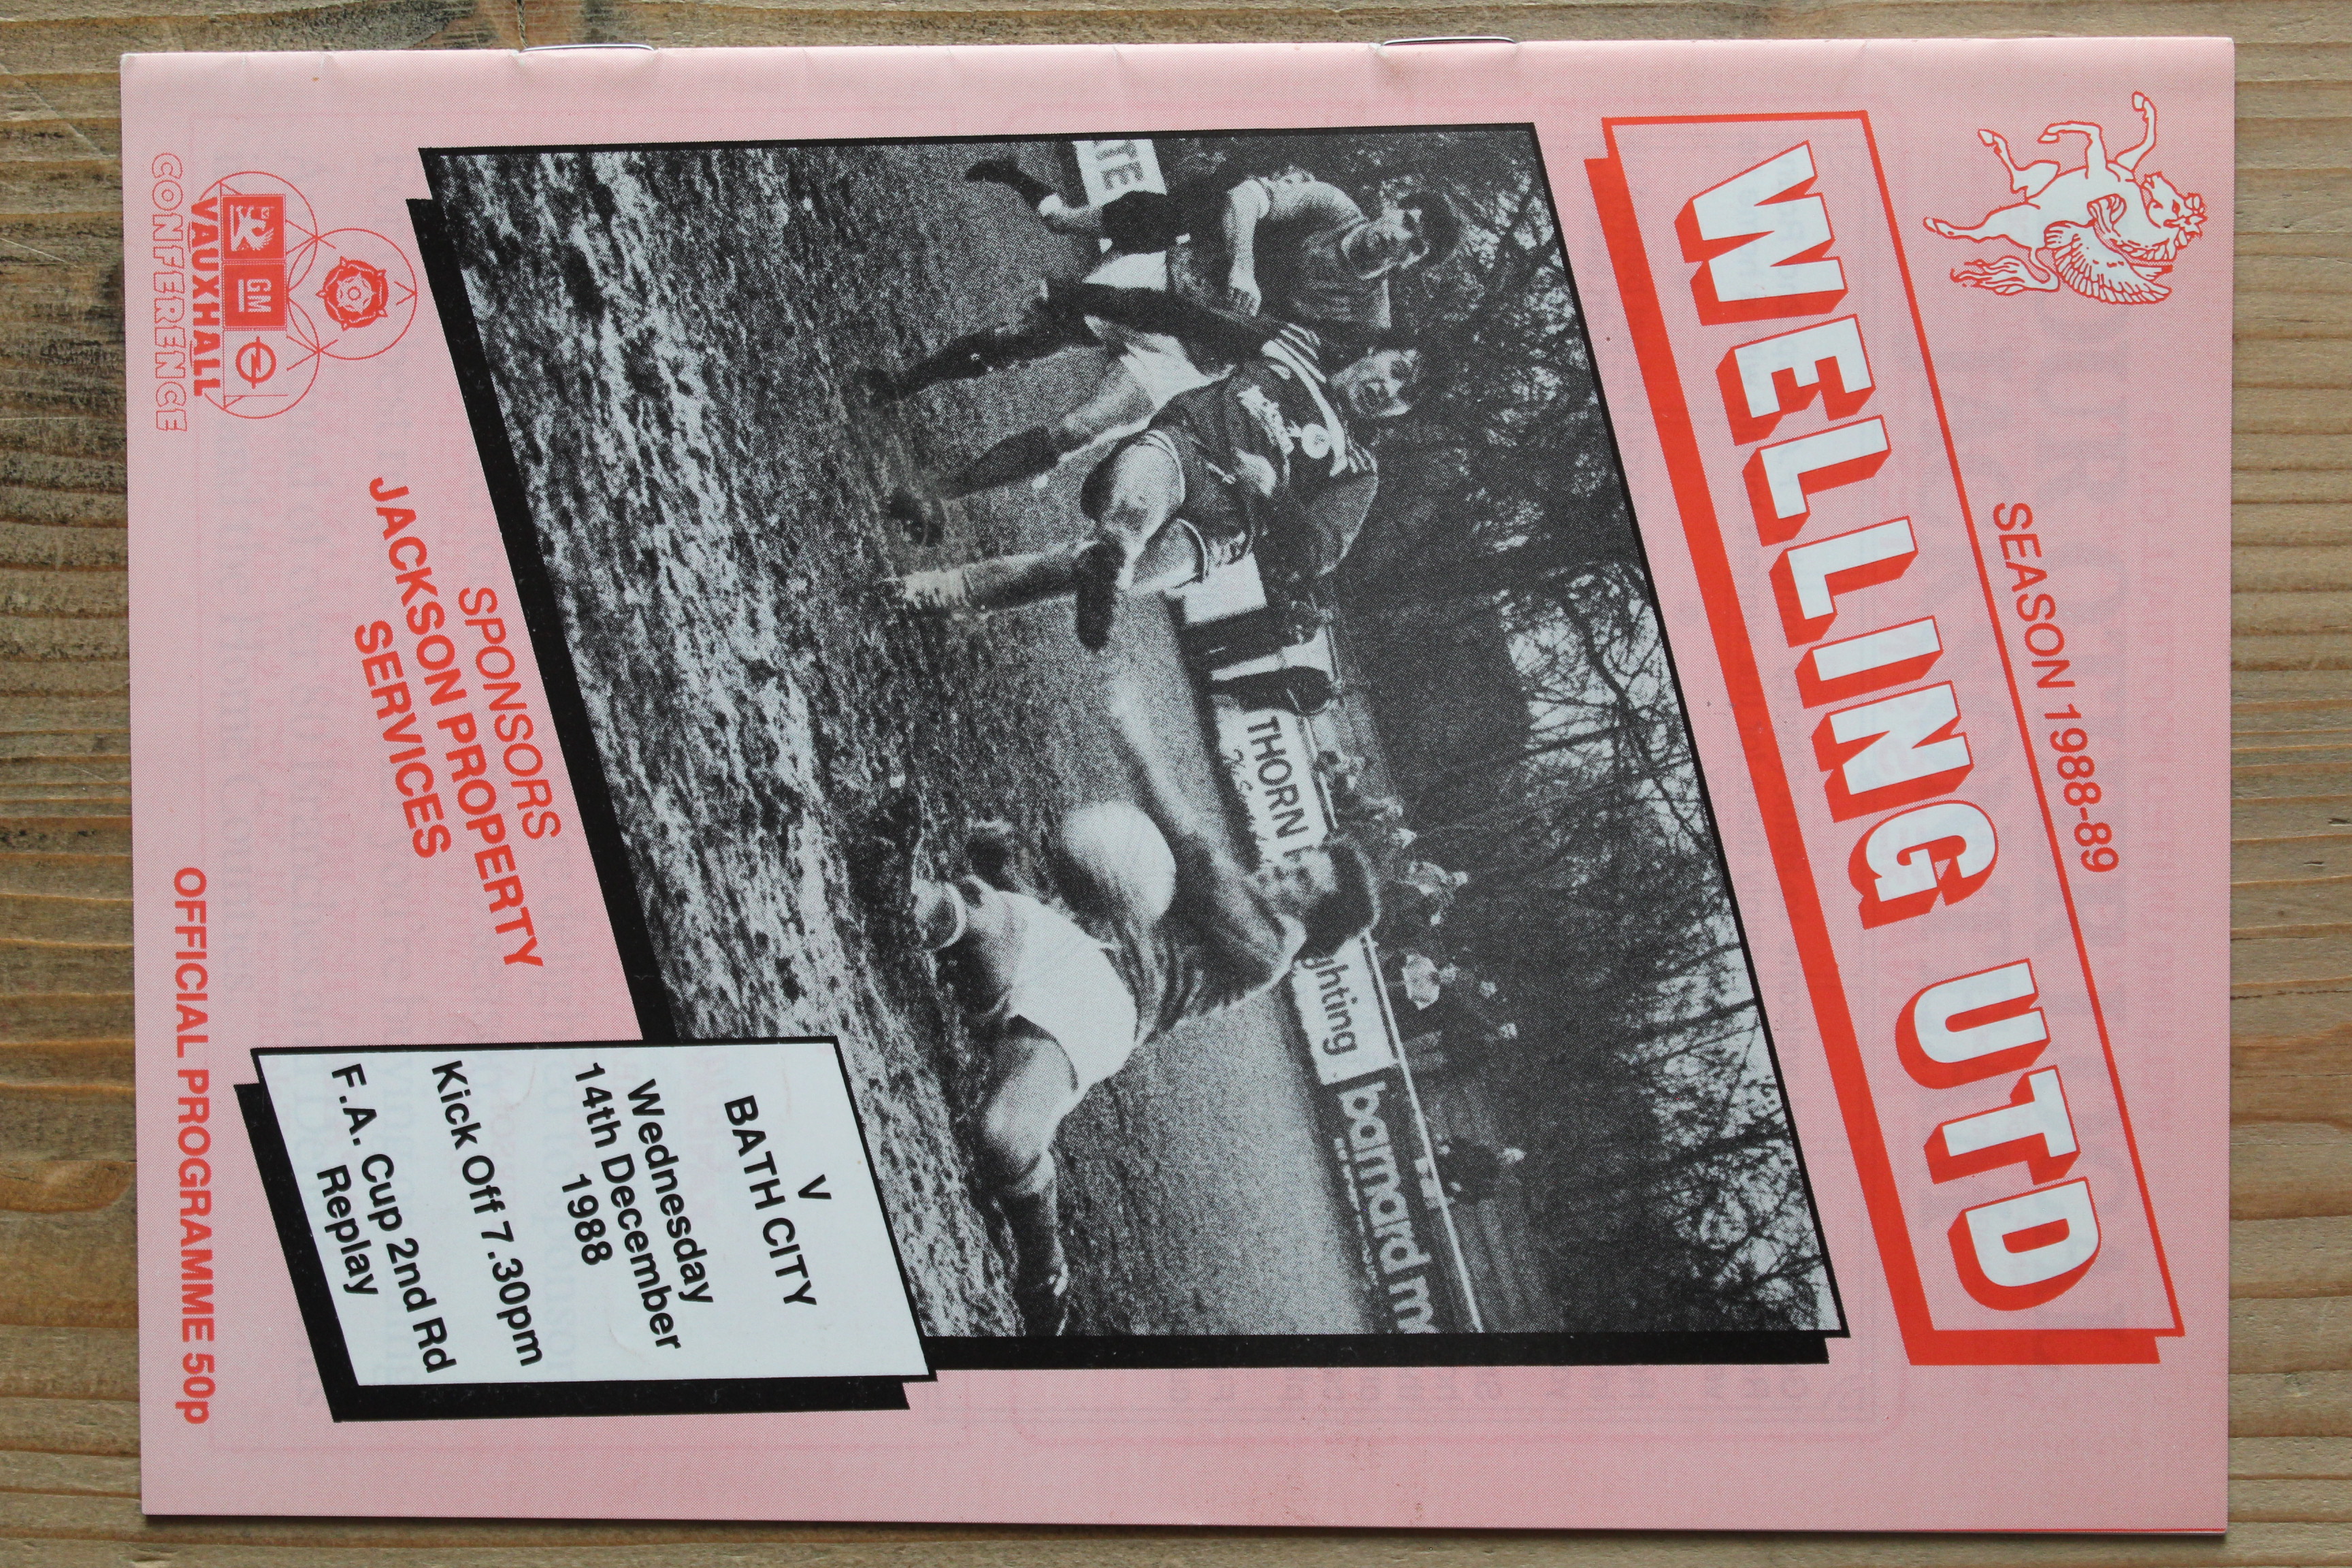 SEASON 1988-89
WELLING UTD
TE
THORN
ghting
barnard m
SPONSORS
JACKSON PROPERTY
SERVICES
V
BATH CITY
Wednesday
14th December
1988
Kick Off 7.30pm
F.A. Cup 2nd Rd
Replay
GM
VAUXHALL
CONFERENCE
OFFICIAL PROGRAMME 50p